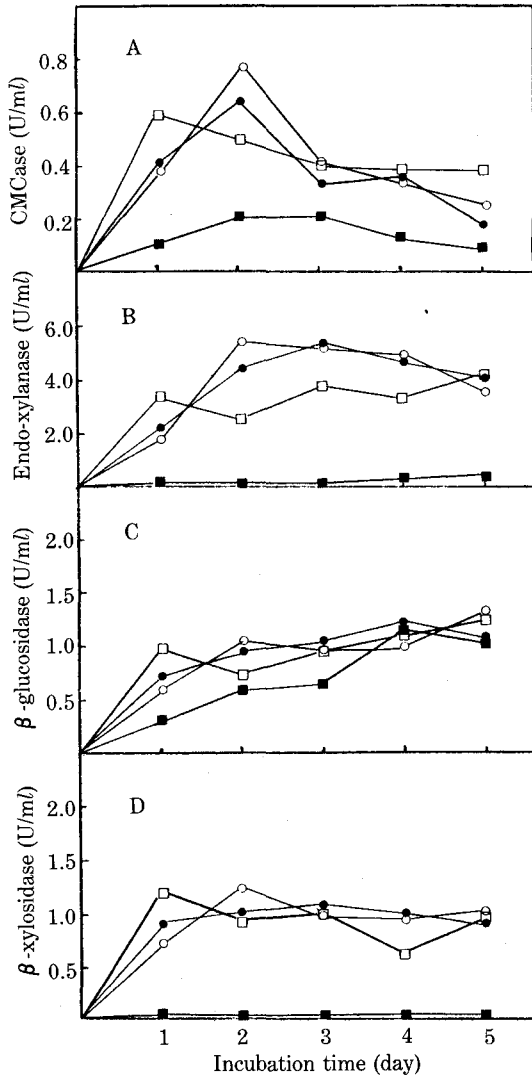 A
CMCase (U/ml)
0.8
0.6
0.4
0.2
B
Endo-xylanase (U/ml)
6.0
4.0
2.0
C
β-glucosidase (U/ml)
2.0
1.5
1.0
0.5
D
β-xylosidase (U/ml)
2.0
1.5
1.0
0.5
1 2 3 4 5
Incubation time (day)